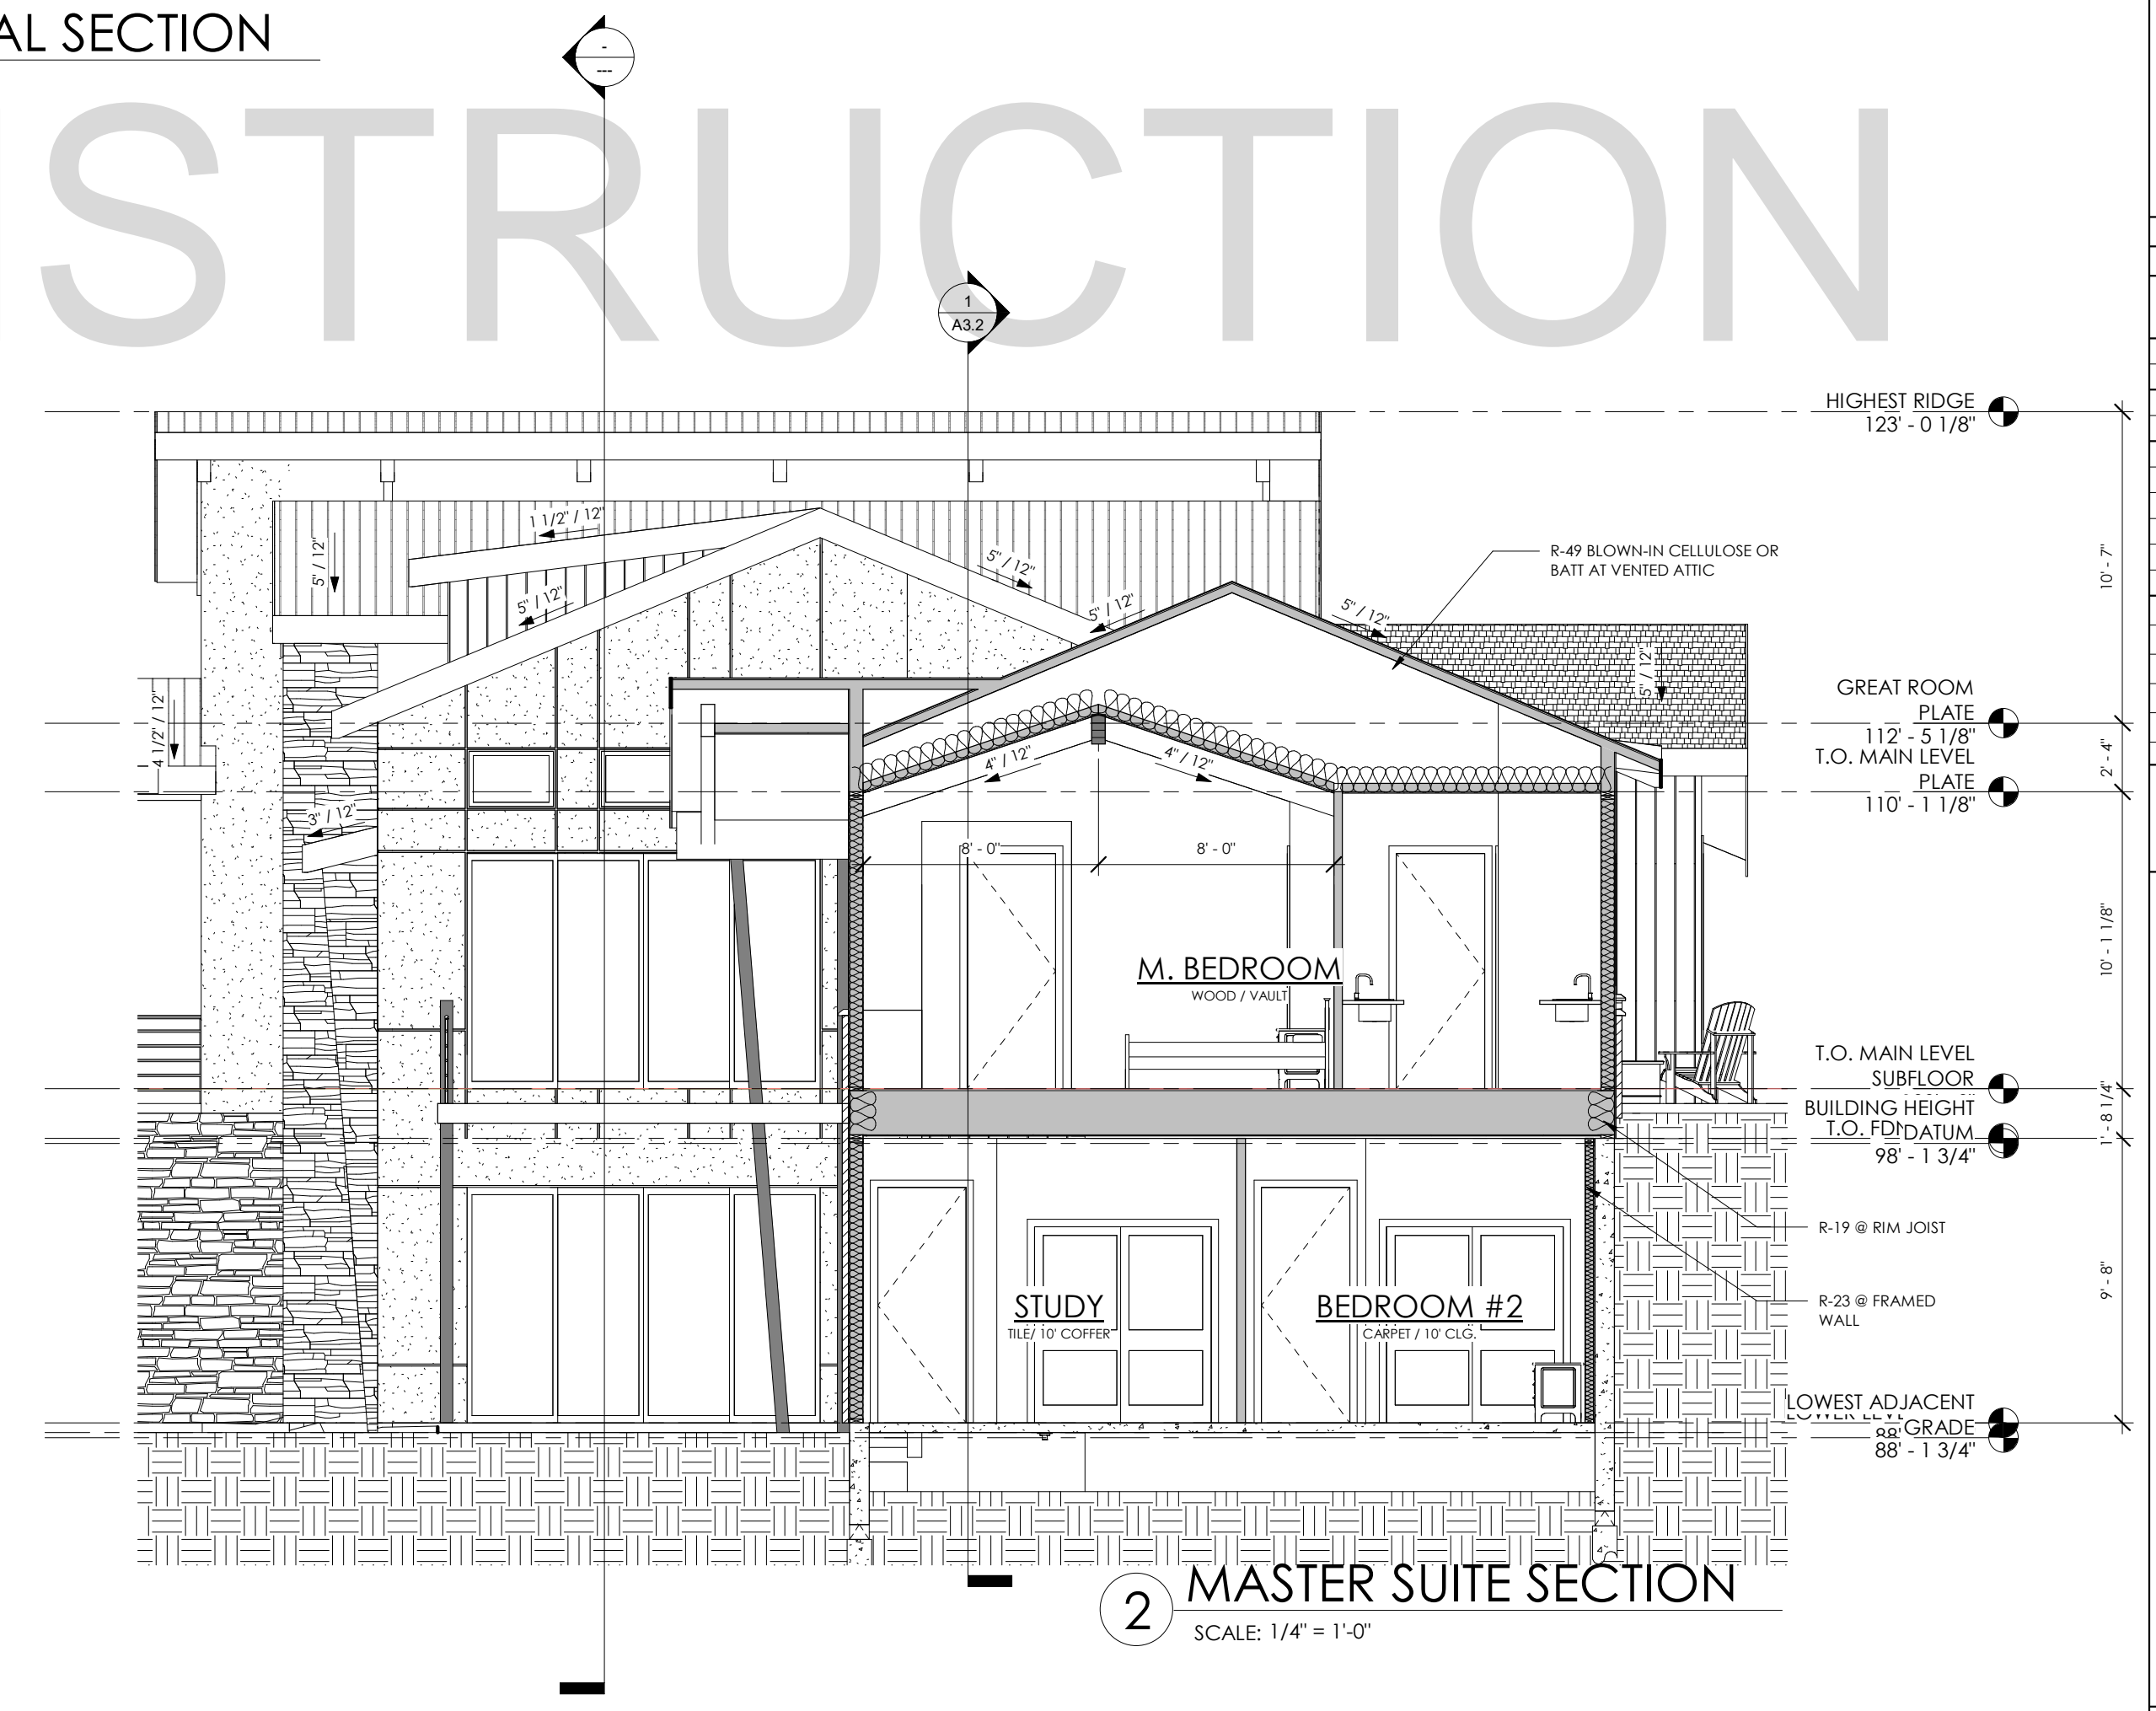 AL SECTION
-
---
NSTRUCTION
1
A3.2
HIGHEST RIDGE
123' - 0 1/8"
10' - 7"
1 1/2" / 12"
5" / 12"
5" / 12"
5" / 12"
5" / 12"
5" / 12"
R-49 BLOWN-IN CELLULOSE OR
BATT AT VENTED ATTIC
5" / 12"
4 1/2" / 12"
3" / 12"
4" / 12"
4" / 12"
GREAT ROOM
PLATE
112' - 5 1/8"
2' - 4"
T.O. MAIN LEVEL
PLATE
110' - 1 1/8"
8' - 0"
8' - 0"
10' - 1 1/8"
M. BEDROOM
WOOD / VAULT
T.O. MAIN LEVEL
SUBFLOOR
1' - 8 1/4"
BUILDING HEIGHT
T.O. FDN
DATUM
98' - 1 3/4"
R-19 @ RIM JOIST
9' - 8"
R-23 @ FRAMED
WALL
STUDY
TILE/ 10' COFFER
BEDROOM #2
CARPET / 10' CLG.
LOWEST ADJACENT
GRADE
88'
88' - 1 3/4"
2
MASTER SUITE SECTION
SCALE: 1/4" = 1'-0"